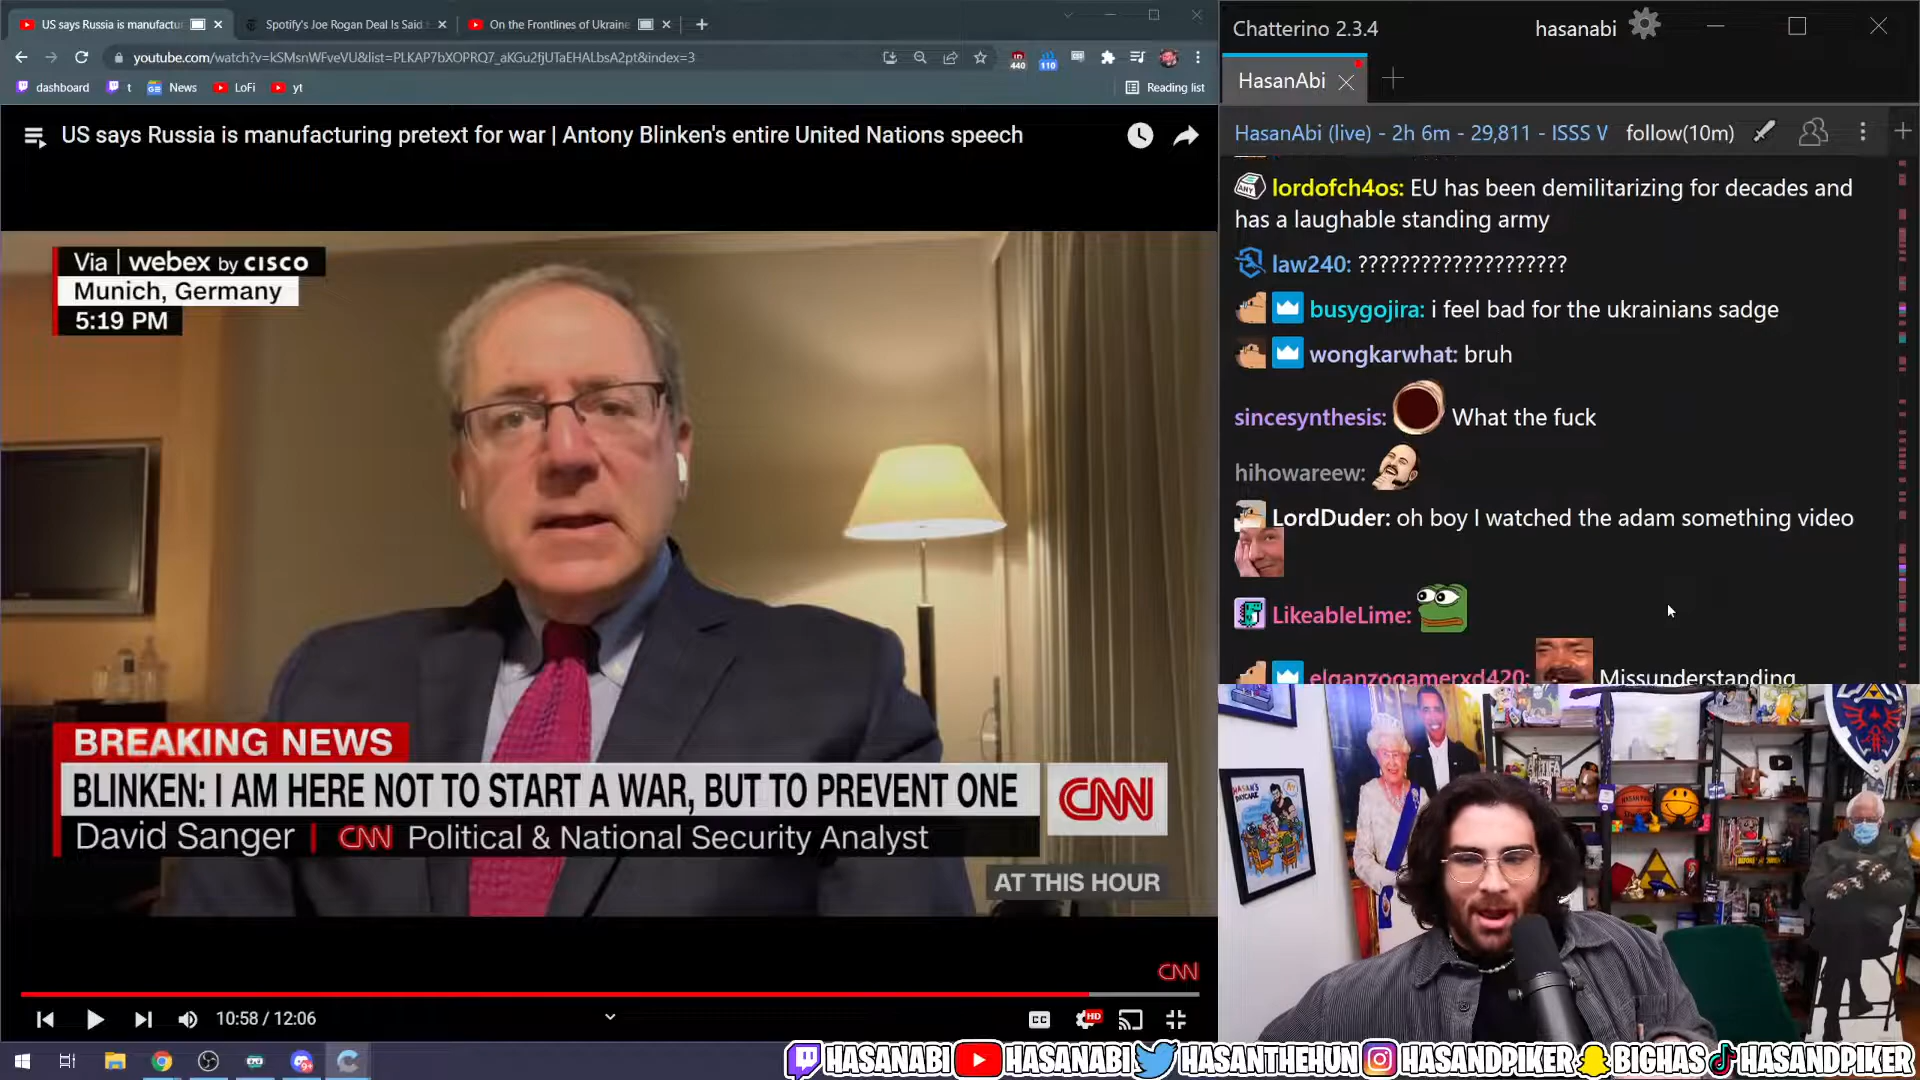 US says Russia is manufactu
Spotify's Joe Rogan Deal Is Said
On the Frontlines of Ukraine
youtube.com/watch?v=kSMsnWFveVU&list=PLKAP7bXOPRQ7_aKGu2fjUTaEHALbsA2pt&index=3
440
110
dashboard
t
News
LoFi
yt
Reading list
US says Russia is manufacturing pretext for war | Antony Blinken's entire United Nations speech
Via | webex by CISCO
Munich, Germany
5:19 PM
BREAKING NEWS
BLINKEN: I AM HERE NOT TO START A WAR, BUT TO PREVENT ONE
CNN
David Sanger | CNN Political & National Security Analyst
AT THIS HOUR
CNN
10:58 / 12:06
CC
HD
Chatterino 2.3.4
hasanabi
HasanAbi
HasanAbi (live) - 2h 6m - 29,811 - ISSS V
follow(10m)
lordofch4os: EU has been demilitarizing for decades and
has a laughable standing army
law240: ???????????????????
busygojira: i feel bad for the ukrainians sadge
wongkarwhat: bruh
sincesynthesis: What the fuck
hihowareew:
LordDuder: oh boy I watched the adam something video
LikeableLime:
elganzogamerxd420: Missunderstanding
HASANABI
HASANABI
HASANTHEHUN
HASANDPIKER
BIGHAS
HASANDPIKER